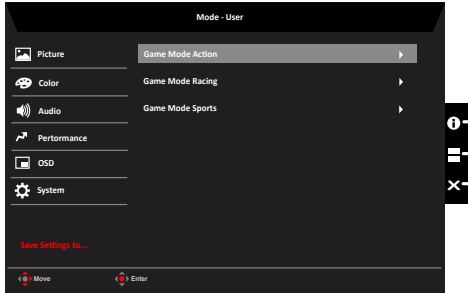 Mode - User
Picture
Color
Audio
Pertormance
OSD
System
Game Mode Action
Game Mode Racing
Game Mode Sports
Save Settings to...
Move
Enter